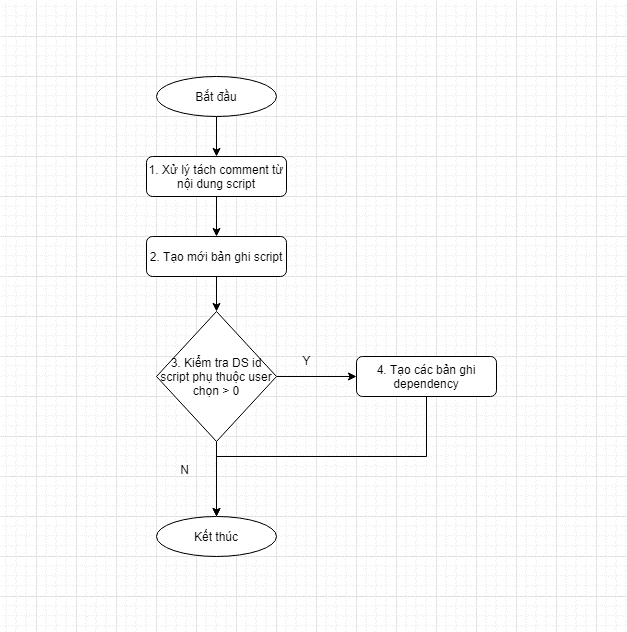 Bắt đầu
1. Xử lý tách comment từ
nội dung script
2. Tạo mới bản ghi script
3. Kiểm tra DS id
script phụ thuộc user
chọn > 0
Y
4. Tạo các bản ghi
dependency
N
Kết thúc